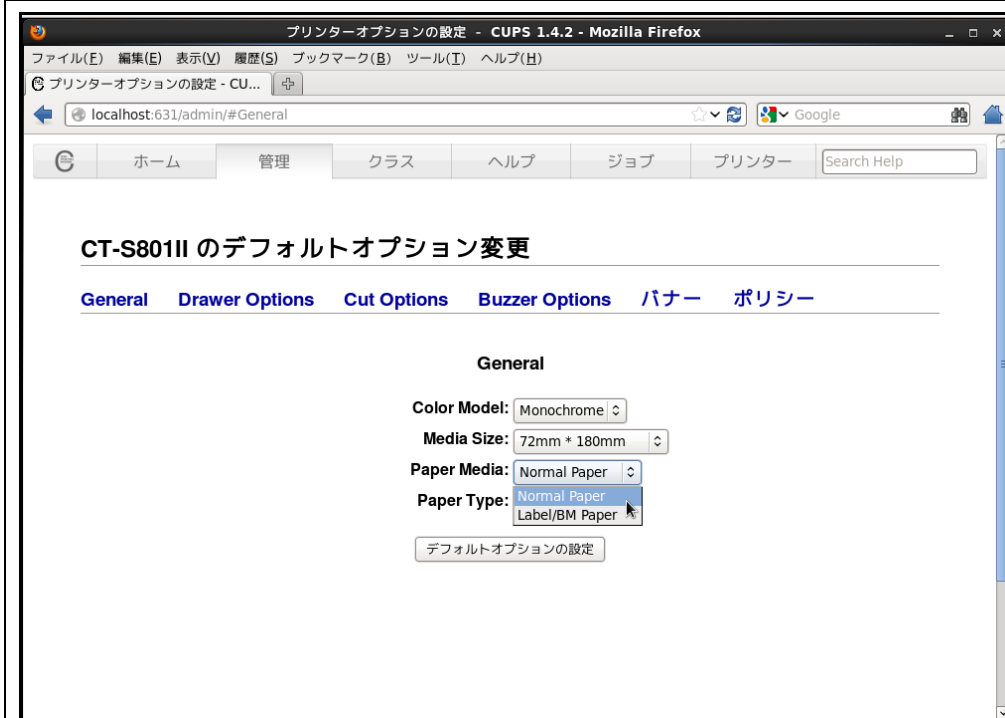 プリンターオプションの設定 - CUPS 1.4.2 - Mozilla Firefox
ファイル(F) 編集(E) 表示(V) 履歴(S) ブックマーク(B) ツール(T) ヘルプ(H)
プリンターオプションの設定 - CU...
localhost:631/admin/#General Google
ホーム 管理 クラス ヘルプ ジョブ プリンター Search Help
CT-S801II のデフォルトオプション変更
General Drawer Options Cut Options Buzzer Options バナー ポリシー
General
Color Model: Monochrome
Media Size: 72mm * 180mm
Paper Media: Normal Paper
Normal Paper
Paper Type:
Label/BM Paper
デフォルトオプションの設定